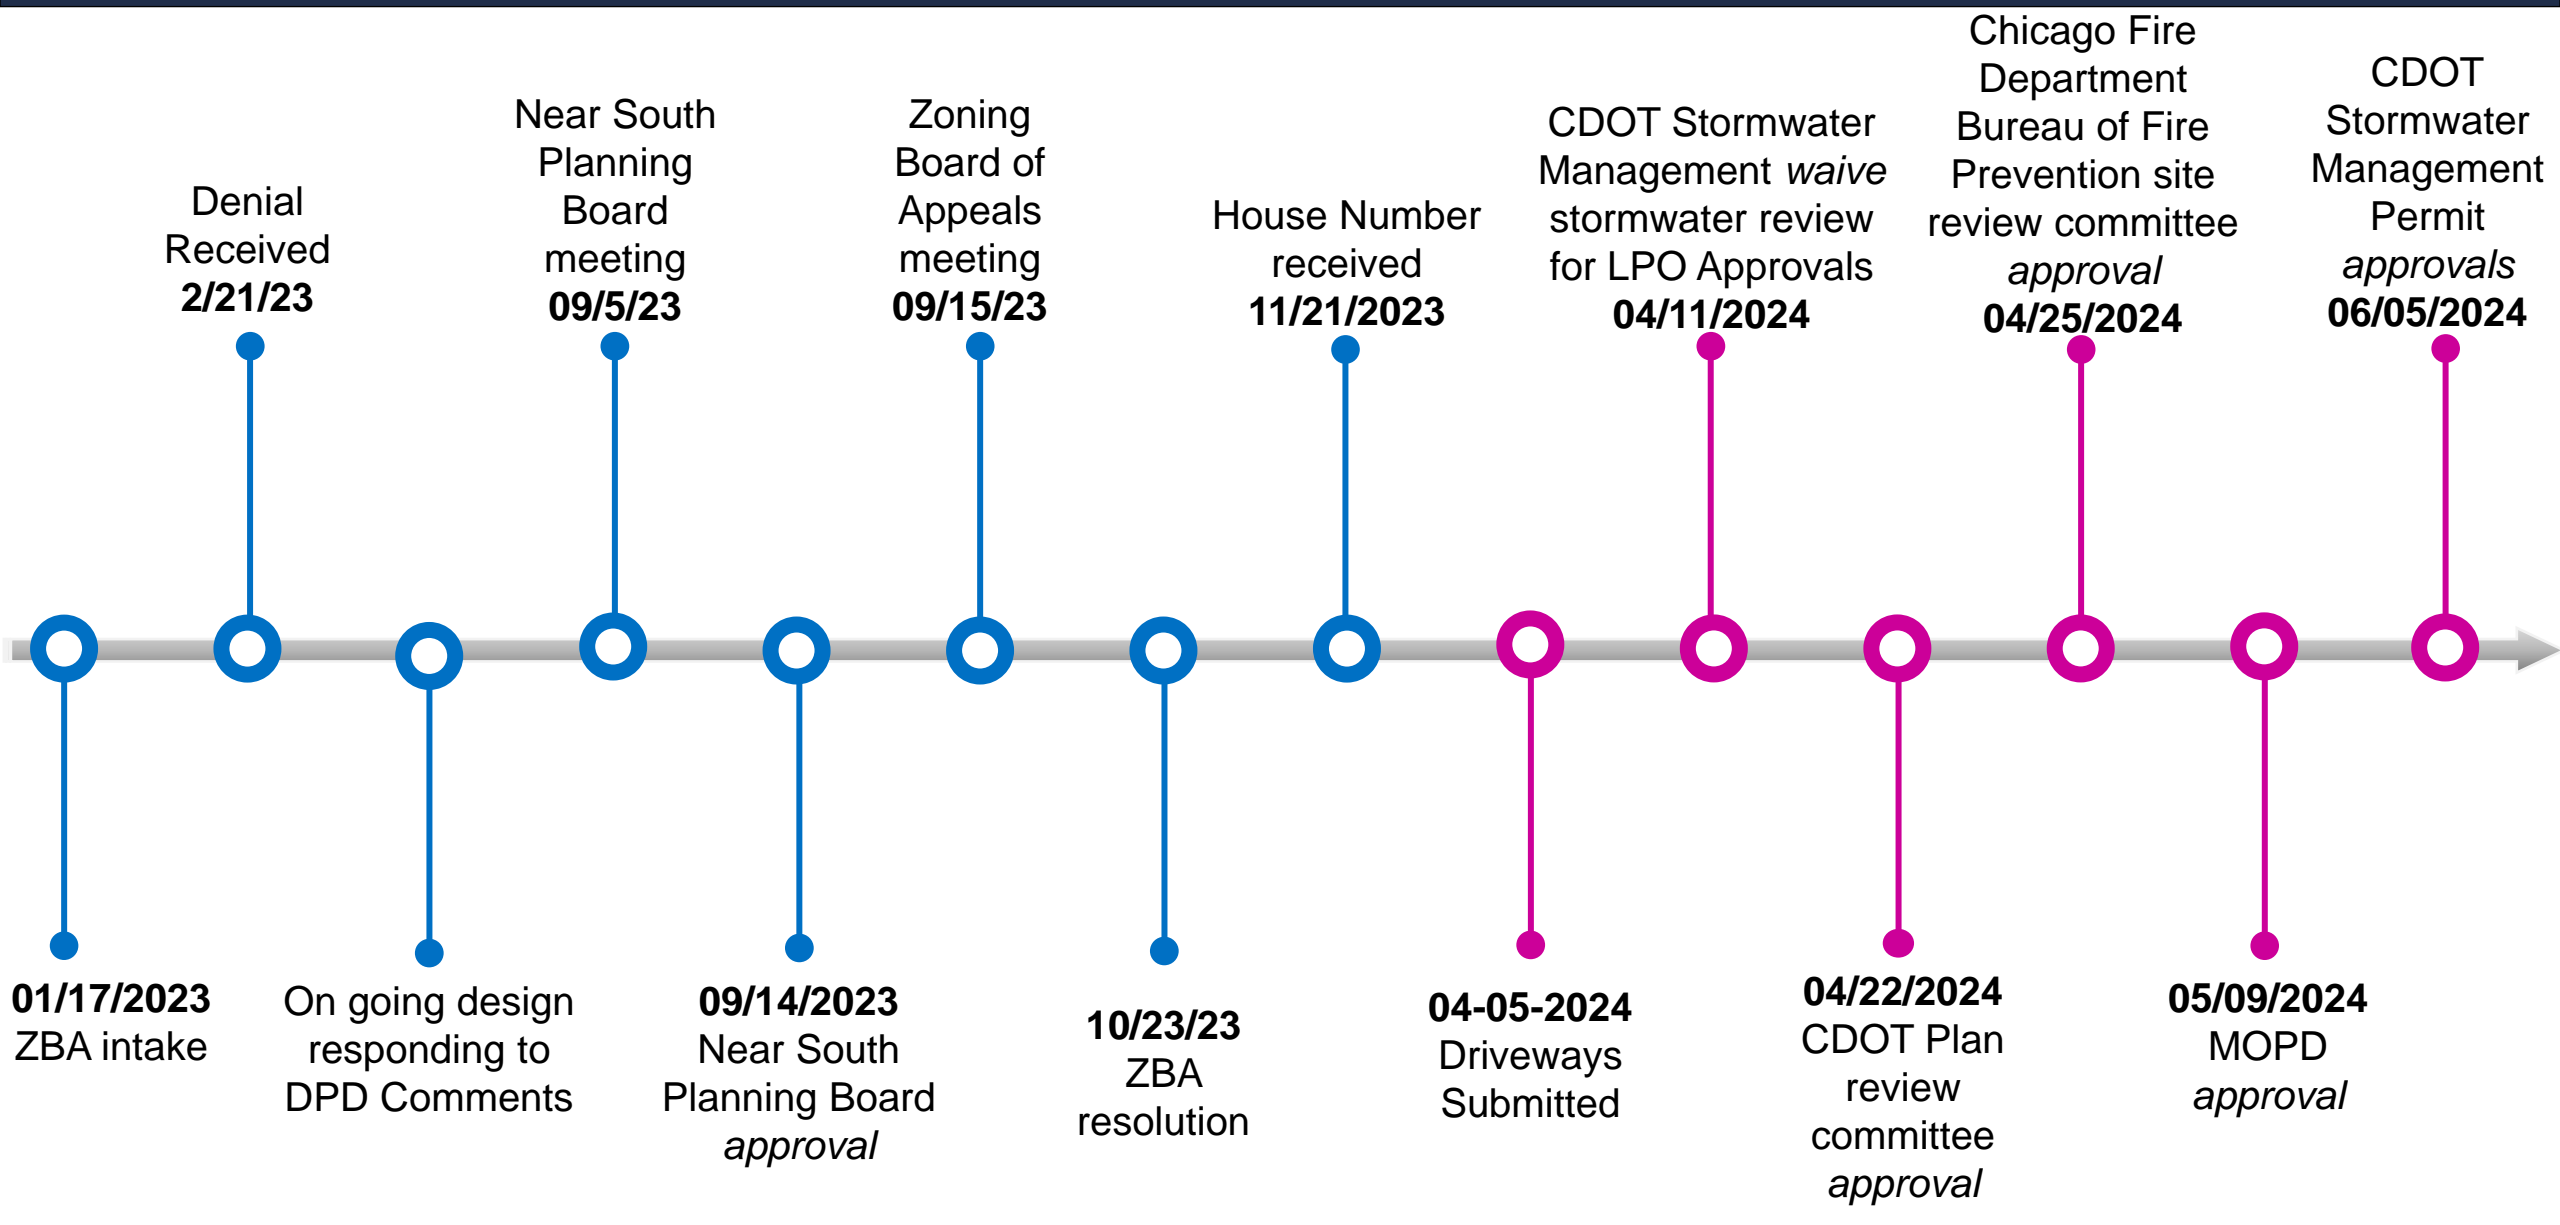 01/17/2023
ZBA intake
Denial
Received
2/21/23
On going design
responding to
DPD Comments
Near South
Planning
Board
meeting
09/5/23
09/14/2023
Near South
Planning Board
approval
Zoning
Board of
Appeals
meeting
09/15/23
10/23/23
ZBA
resolution
House Number
received
11/21/2023
04-05-2024
Driveways
Submitted
CDOT Stormwater
Management waive
stormwater review
for LPO Approvals
04/11/2024
04/22/2024
CDOT Plan
review
committee
approval
Chicago Fire
Department
Bureau of Fire
Prevention site
review committee
approval
04/25/2024
05/09/2024
MOPD
approval
CDOT
Stormwater
Management
Permit
approvals
06/05/2024